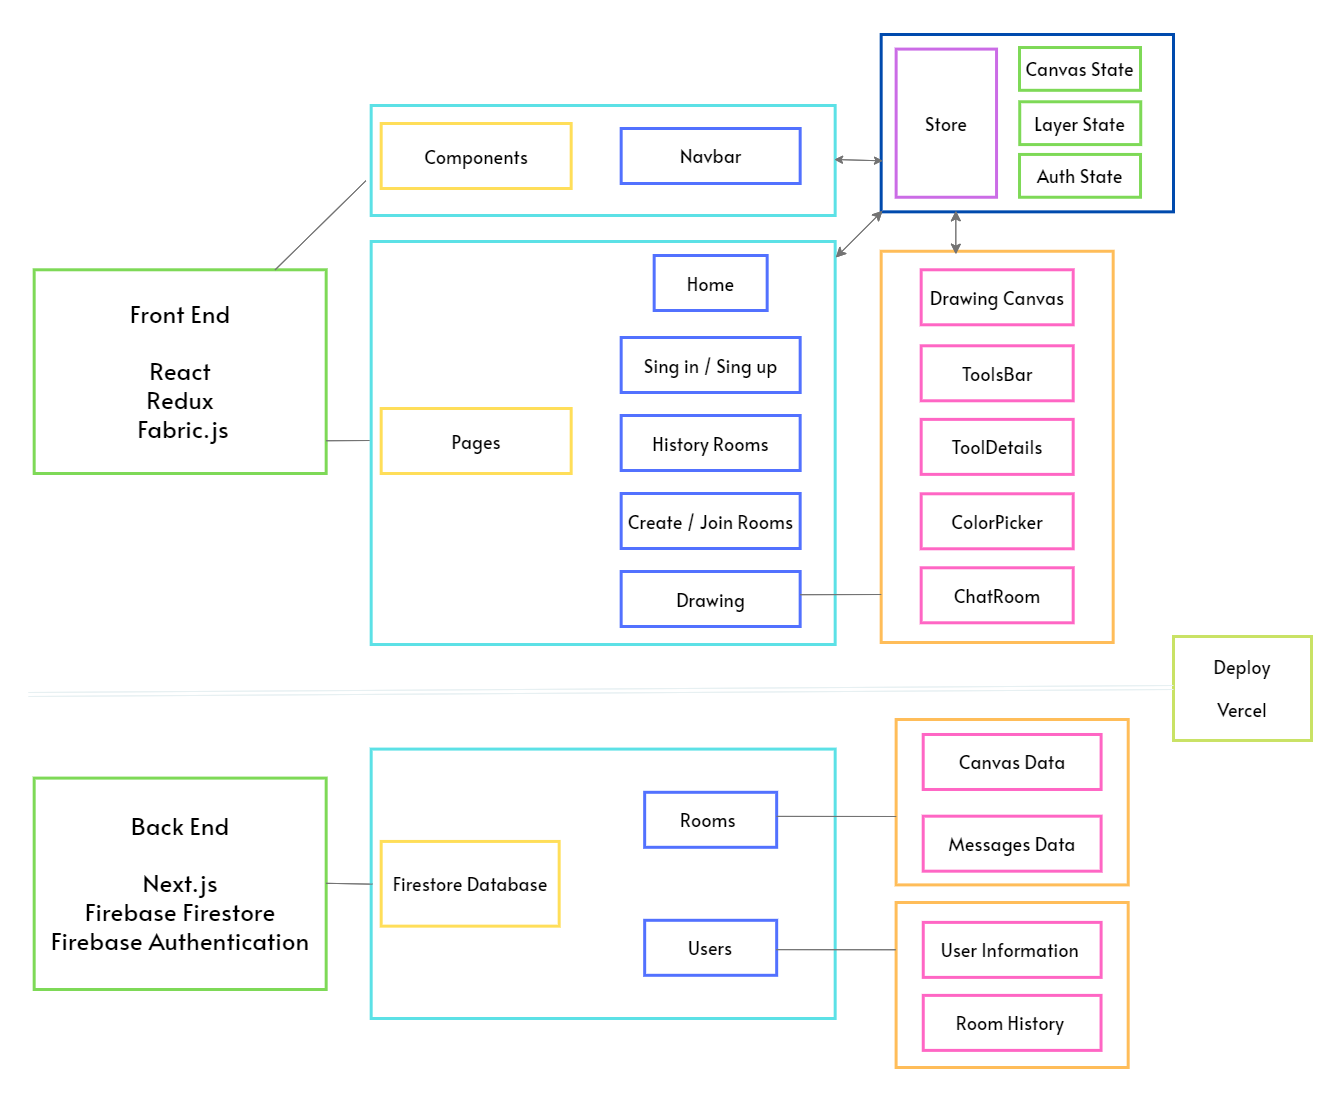 Front End
React
Redux
Fabric.js
Components
Navbar
Store
Canvas State
Layer State
Auth State
Pages
Home
Sing in / Sing up
History Rooms
Create / Join Rooms
Drawing
Drawing Canvas
ToolsBar
ToolDetails
ColorPicker
ChatRoom
Deploy
Vercel
Back End
Next.js
Firebase Firestore
Firebase Authentication
Firestore Database
Rooms
Users
Canvas Data
Messages Data
User Information
Room History